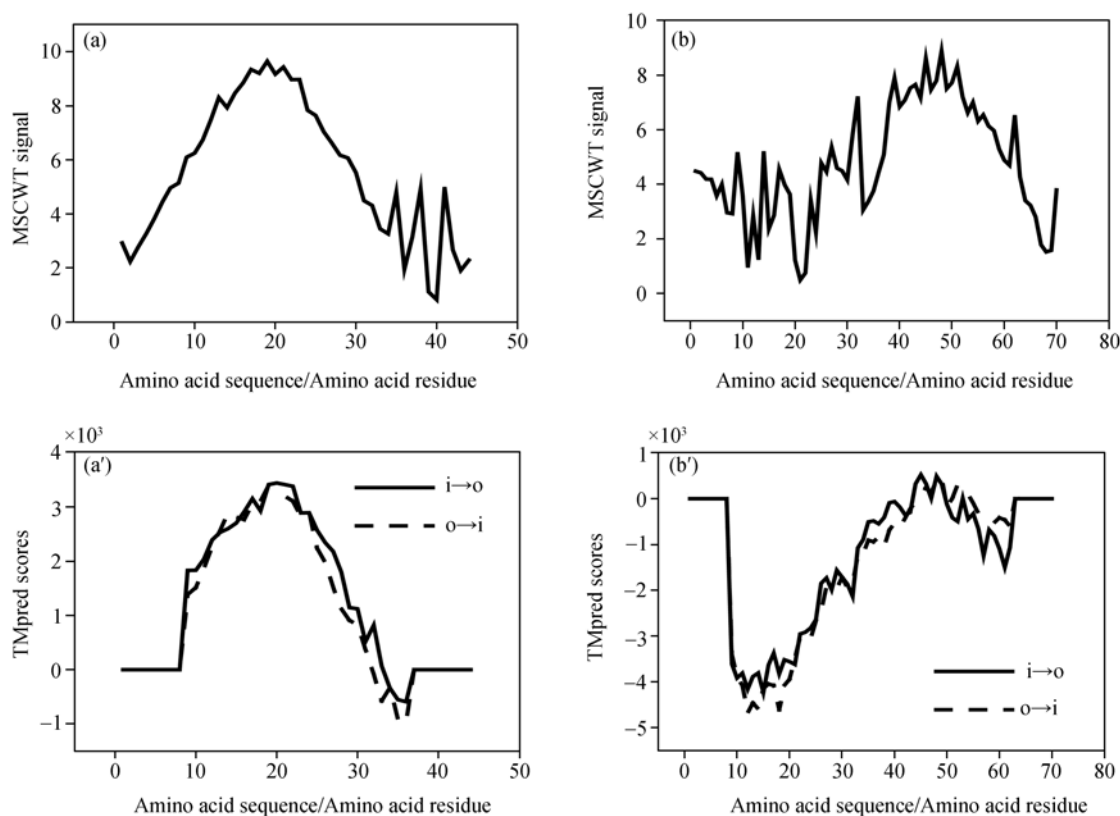 (a)
10
8
6
4
2
0
MSCWT signal
0 10 20 30 40 50
Amino acid sequence/Amino acid residue
(b)
10
8
6
4
2
0
MSCWT signal
0 10 20 30 40 50 60 70 80
Amino acid sequence/Amino acid residue
×10³
(a′)
4
3
2
1
0
−1
TMpred scores
i→o
o→i
0 10 20 30 40 50
Amino acid sequence/Amino acid residue
×10³
(b′)
1
0
−1
−2
−3
−4
−5
TMpred scores
i→o
o→i
0 10 20 30 40 50 60 70 80
Amino acid sequence/Amino acid residue